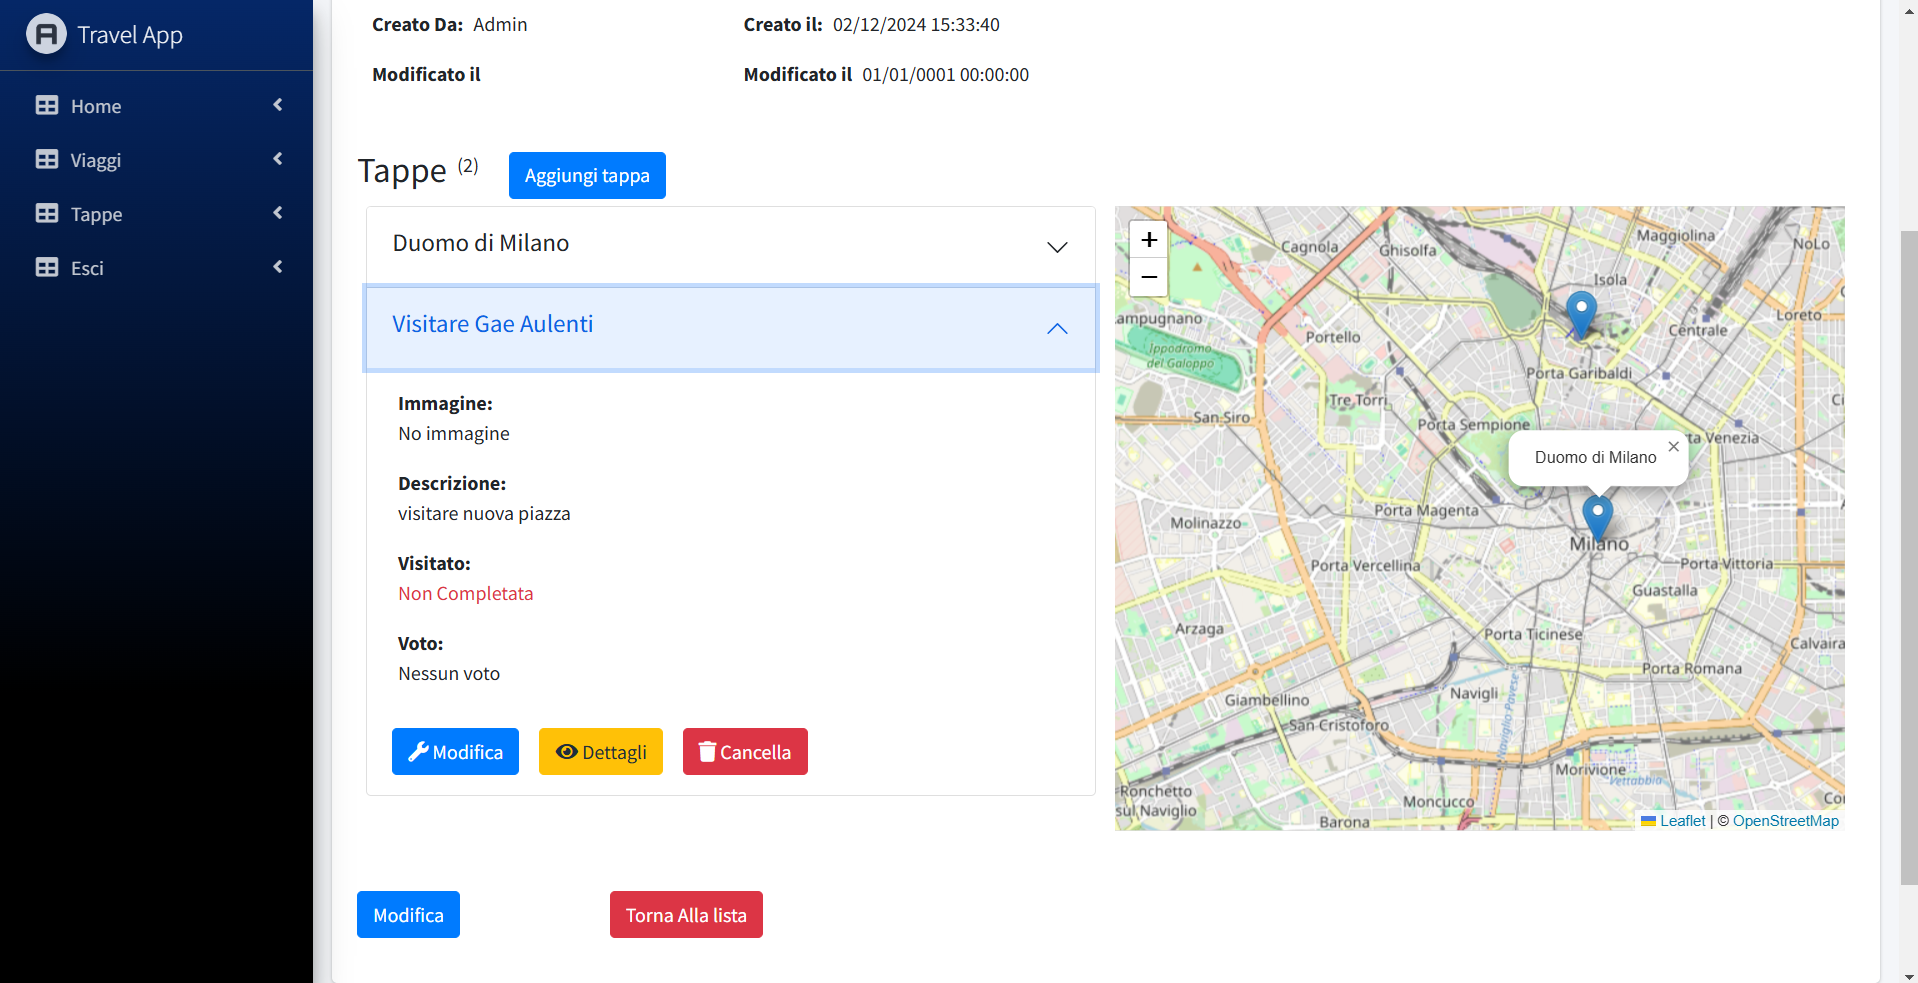 Travel App
Home
Viaggi
Tappe
Esci
Creato Da: Admin
Creato il: 02/12/2024 15:33:40
Modificato il
Modificato il 01/01/0001 00:00:00
Tappe (2)
Aggiungi tappa
Duomo di Milano
Visitare Gae Aulenti
Immagine:
No immagine
Descrizione:
visitare nuova piazza
Visitato:
Non Completata
Voto:
Nessun voto
Modifica
Dettagli
Cancella
+
−
Cagnola
Ghisolfa
Maggiolina
NoLo
Isola
ampugnano
Portello
Centrale
Loreto
Ippodromo
del Galoppo
Porta Garibaldi
Tre Torri
San Siro
Porta Sempione
ta Venezia
Duomo di Milano ×
Porta Magenta
Molinazzo
Milano
Porta Vercellina
Porta Vittoria
Guastalla
Arzaga
Porta Ticinese
Calvaira
Porta Romana
Navigli
Giambellino
San Cristoforo
Naviglio Pavese
Morivione
Vettabbia
Ronchetto
sul Naviglio
Moncucco
Barona
Leaflet | © OpenStreetMap
Modifica
Torna Alla lista